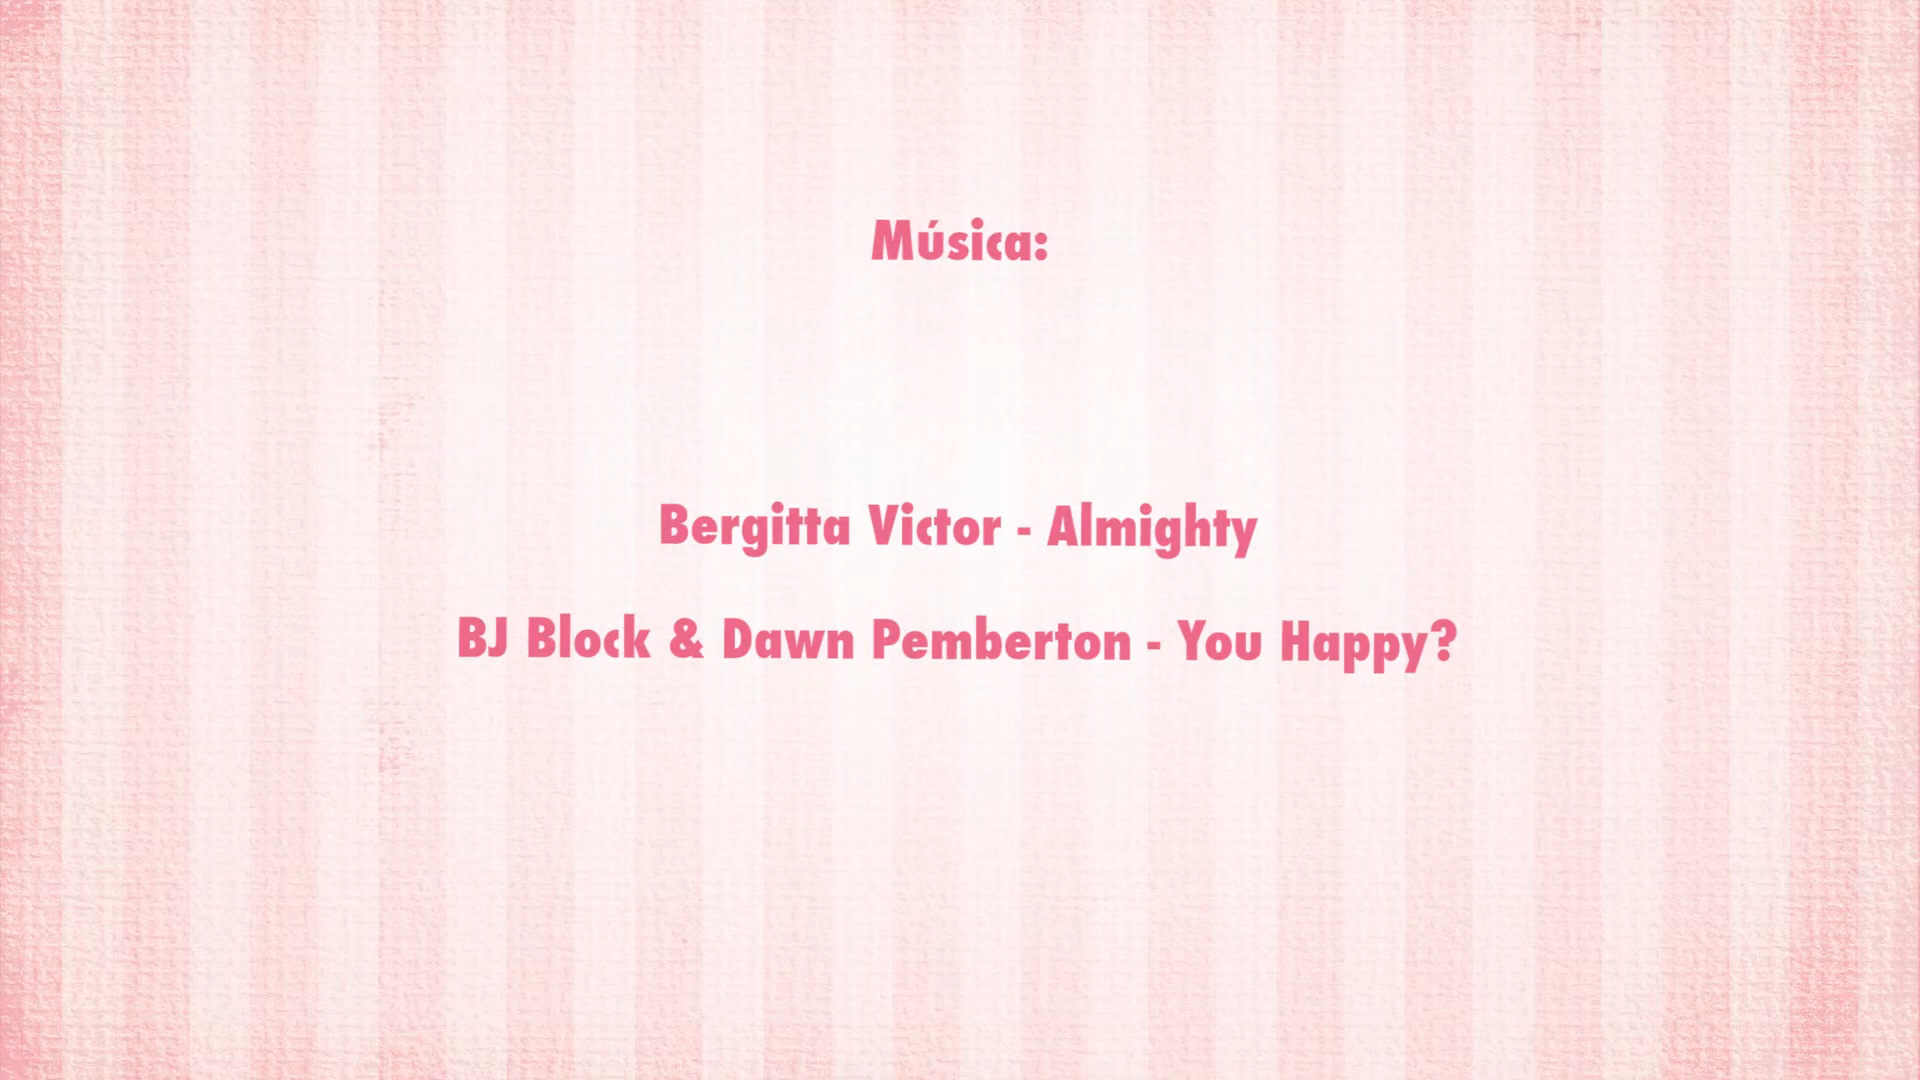 Música:
Bergitta Victor - Almighty
BJ Block & Dawn Pemberton - You Happy?